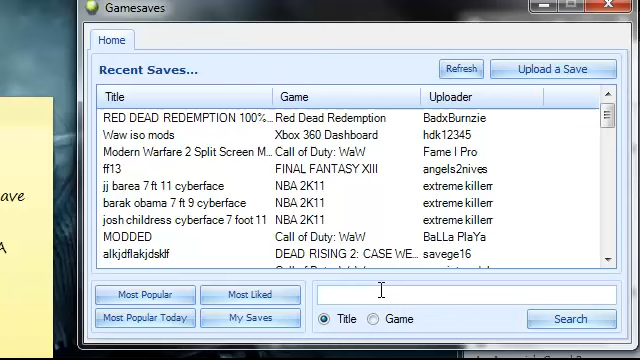 Gamesaves
Home
Recent Saves...
Refresh
Upload a Save
Title Game Uploader
RED DEAD REDEMPTION 100%... Red Dead Redemption BadxBurnzie
Waw iso mods Xbox 360 Dashboard hdk12345
Modern Warfare 2 Split Screen M... Call of Duty: WaW Fame I Pro
ff13 FINAL FANTASY XIII angels2nives
jj barea 7 ft 11 cyberface NBA 2K11 extreme killerr
barak obama 7 ft 9 cyberface NBA 2K11 extreme killerr
josh childress cyberface 7 foot 11 NBA 2K11 extreme killerr
MODDED Call of Duty: WaW BaLLa PlaYa
alkjdflakjdsklf DEAD RISING 2: CASE WE... savege16
Most Popular
Most Liked
Most Popular Today
My Saves
Title
Game
Search
ave
A